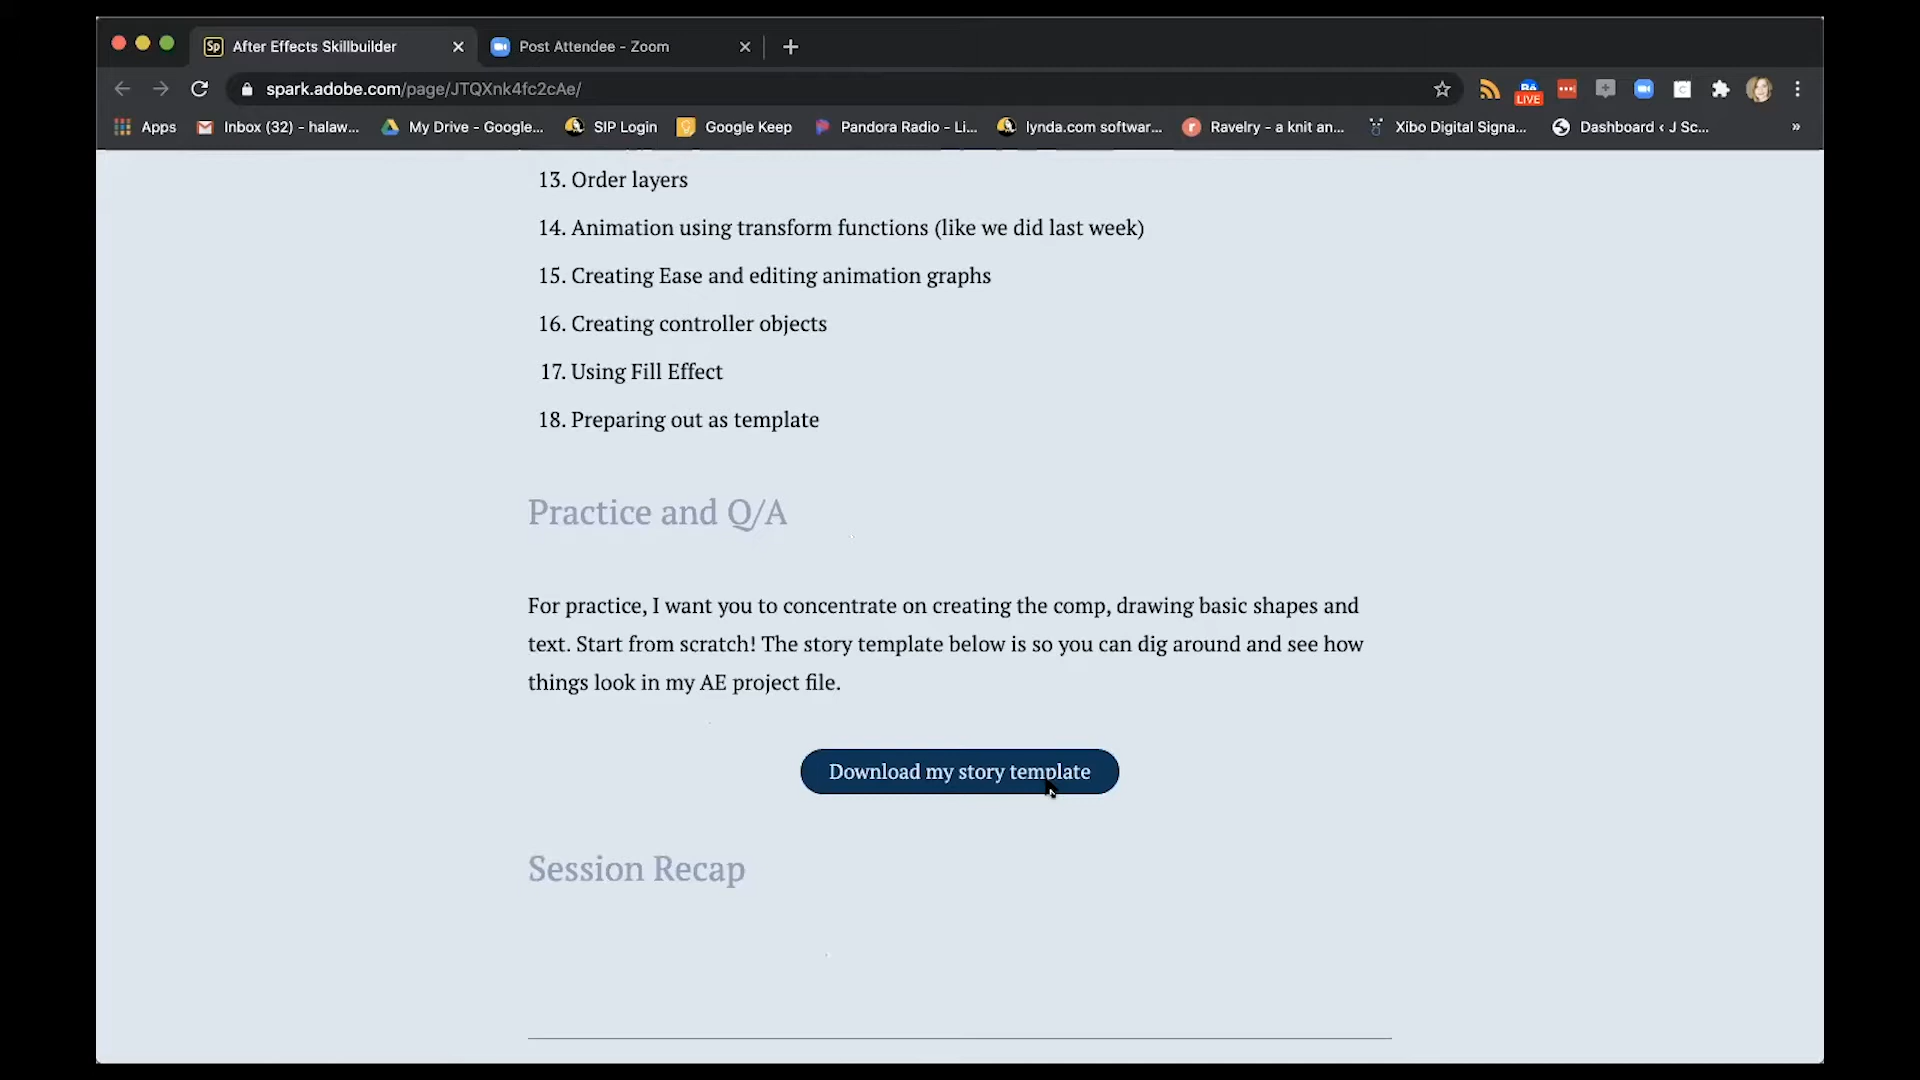 Sp After Effects Skillbuilder
Post Attendee - Zoom
spark.adobe.com/page/JTQXnk4fc2cAe/
LIVE
Apps
Inbox (32) - halaw...
My Drive - Google...
SIP Login
Google Keep
Pandora Radio - Li...
lynda.com softwar...
Ravelry - a knit an...
Xibo Digital Signa...
Dashboard ‹ J Sc...
»
13. Order layers
14. Animation using transform functions (like we did last week)
15. Creating Ease and editing animation graphs
16. Creating controller objects
17. Using Fill Effect
18. Preparing out as template
Practice and Q/A
For practice, I want you to concentrate on creating the comp, drawing basic shapes and
text. Start from scratch! The story template below is so you can dig around and see how
things look in my AE project file.
Download my story template
Session Recap